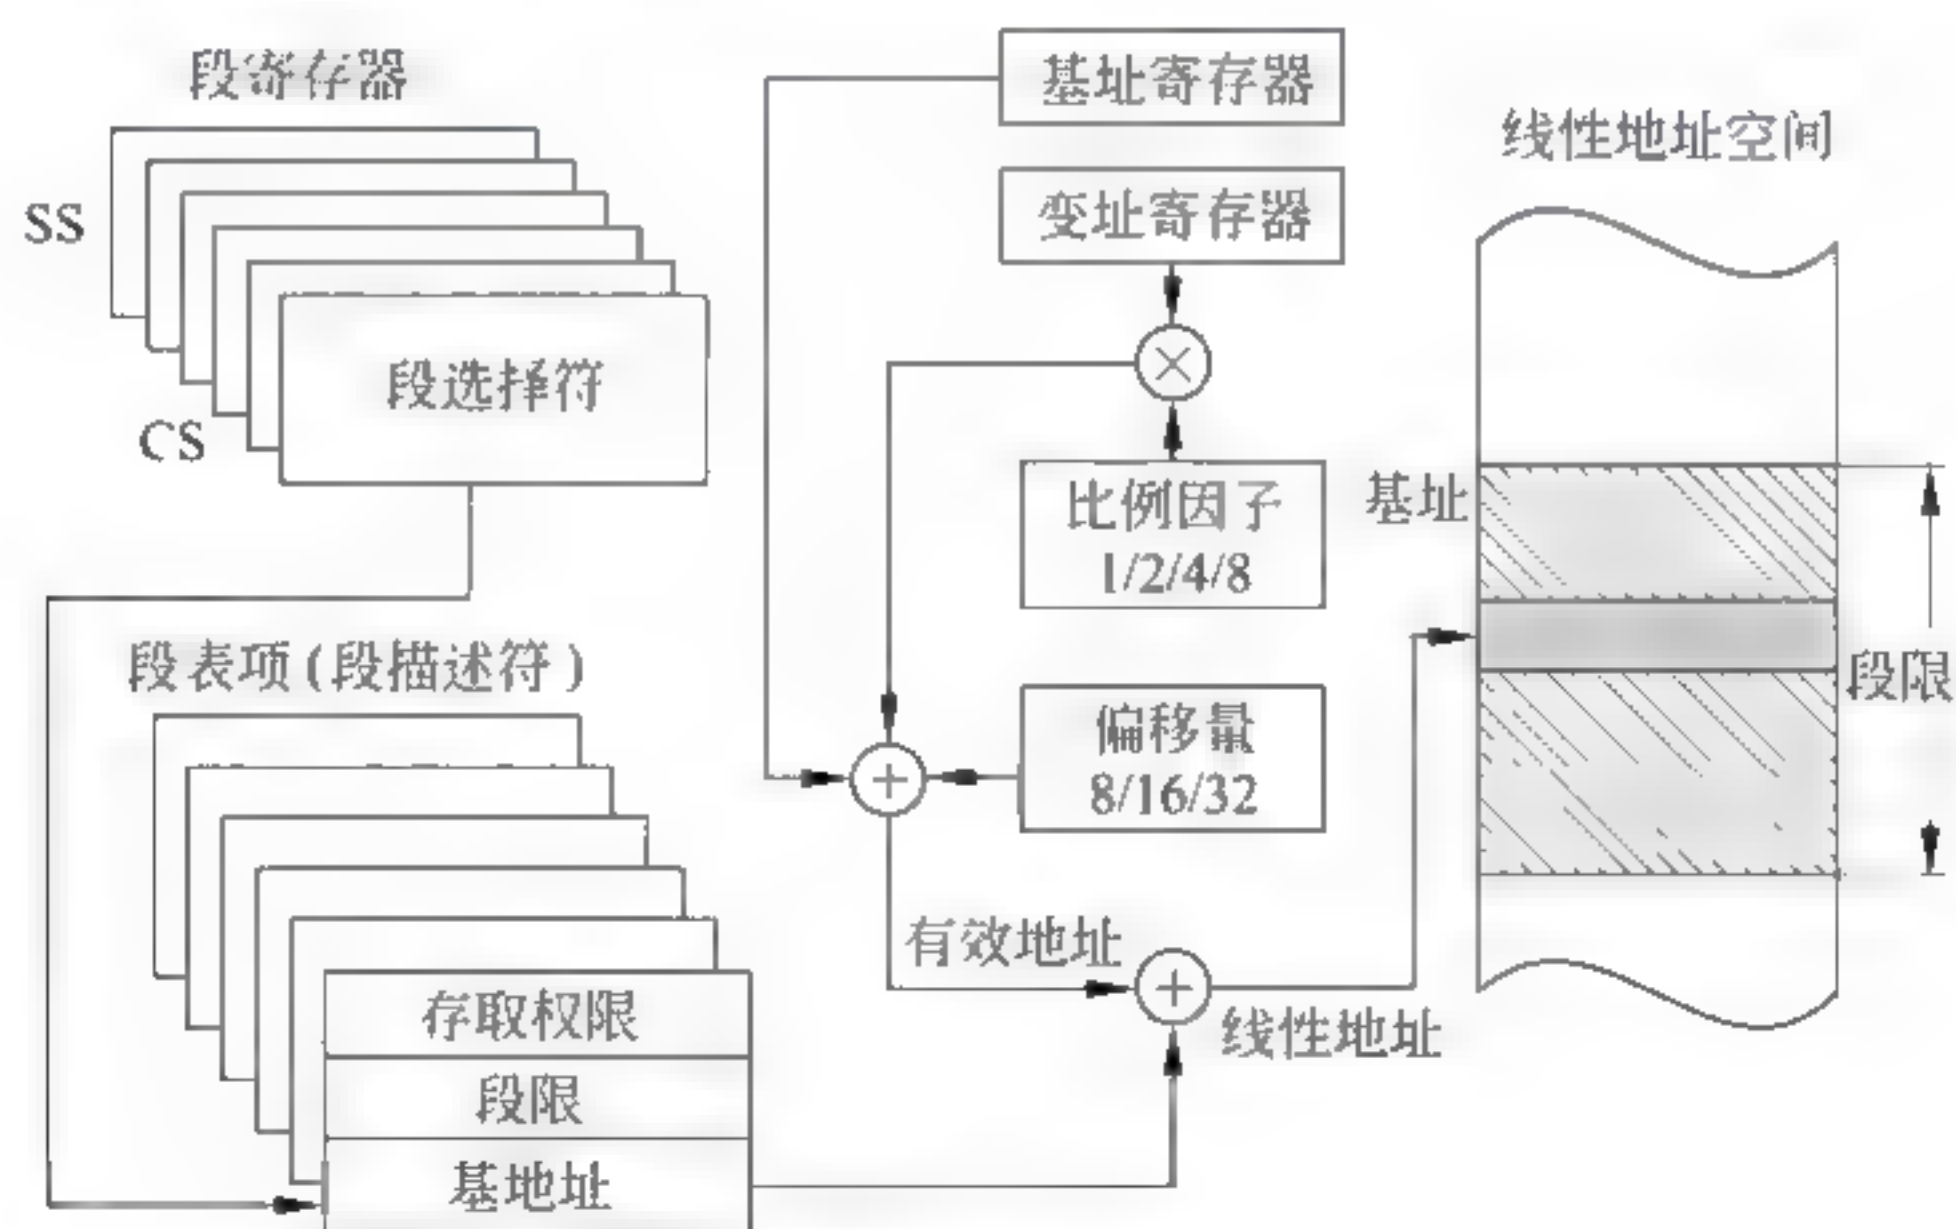 段寄存器
SS
CS
段选择符
段表项(段描述符)
存取权限
段限
基地址
基址寄存器
变址寄存器
比例因子
1/2/4/8
偏移量
8/16/32
有效地址
线性地址
线性地址空间
基址
段限